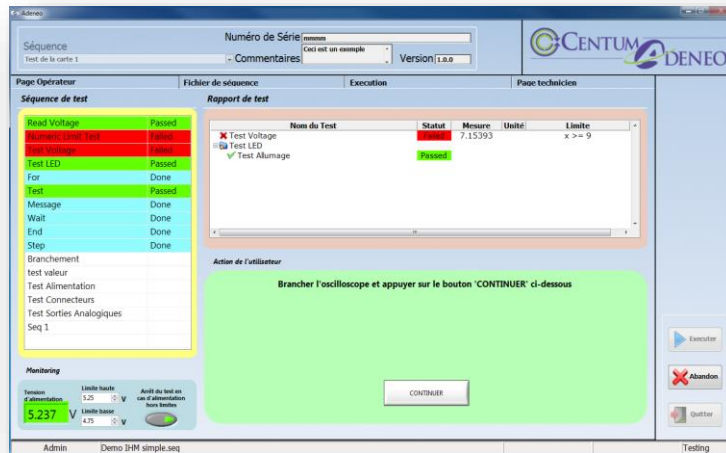 Adeneo
Séquence
Test de la carte 1
Numéro de Série mmmm
- Commentaires Ceci est un exemple
Version 1.0.0
CENTUM ADENEO
Page Opérateur Fichier de séquence Execution Page technicien
Séquence de test
Read Voltage Passed
Numeric Limit Test Failed
Test Voltage Failed
Test LED Passed
For Done
Test Passed
Message Done
Wait Done
End Done
Step Done
Branchement
test valeur
Test Alimentation
Test Connecteurs
Test Sorties Analogiques
Seq 1
Rapport de test
Nom du Test Statut Mesure Unité Limite
Test Voltage Failed 7.15393 x >= 9
Test LED
Test Allumage Passed
Action de l'utilisateur
Brancher l'oscilloscope et appuyer sur le bouton 'CONTINUER' ci-dessous
CONTINUER
Monitoring
Tension
d'alimentation
5.237 V
Limite haute
5.25 V
Limite basse
4.75 V
Arrêt du test en
cas d'alimentation
hors limites
Executer
Abandon
Quitter
Admin Demo IHM simple.seq Testing